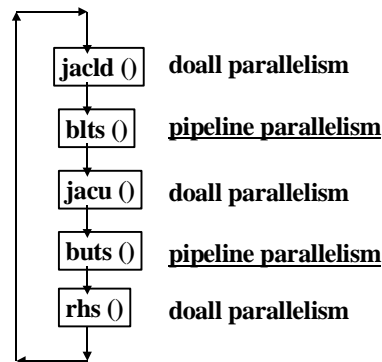 jacld () doall parallelism
blts () pipeline parallelism
jacu () doall parallelism
buts () pipeline parallelism
rhs () doall parallelism